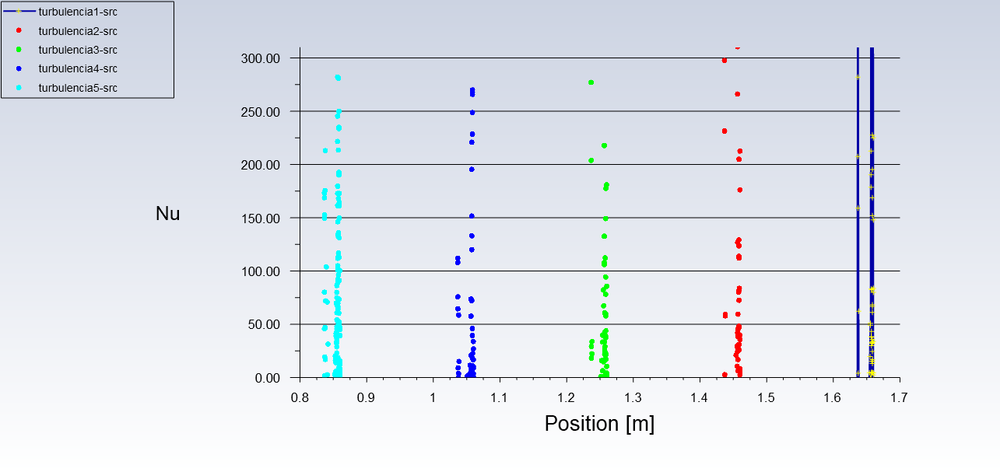 turbulencia1-src
turbulencia2-src
turbulencia3-src
turbulencia4-src
turbulencia5-src
300.00
250.00
200.00
Nu
150.00
100.00
50.00
0.00
0.8 0.9 1 1.1 1.2 1.3 1.4 1.5 1.6 1.7
Position [m]